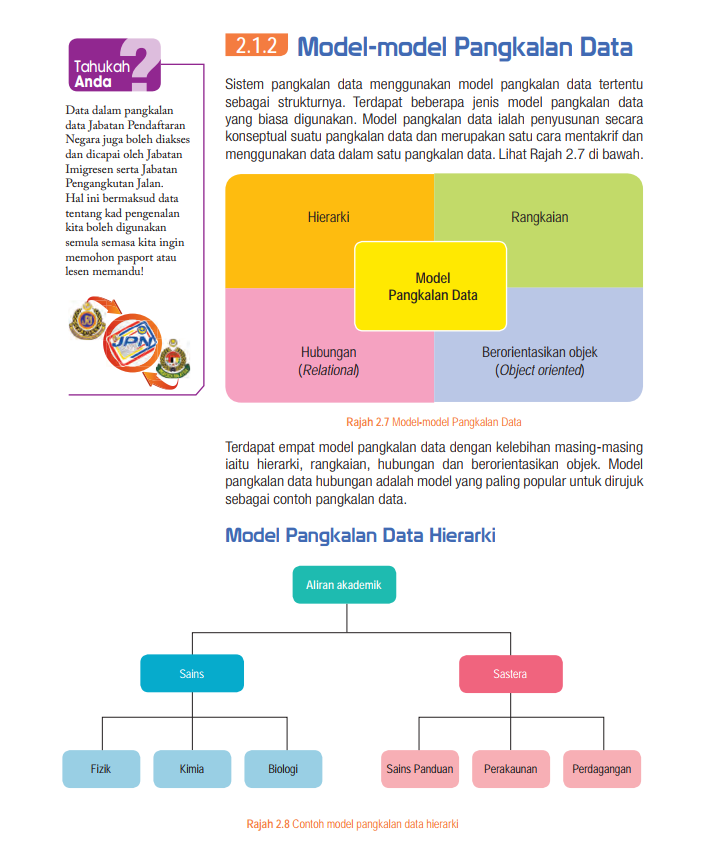 Tahukah
Anda
?
Data dalam pangkalan
data Jabatan Pendaftaran
Negara juga boleh diakses
dan dicapai oleh Jabatan
Imigresen serta Jabatan
Pengangkutan Jalan.
Hal ini bermaksud data
tentang kad pengenalan
kita boleh digunakan
semula semasa kita ingin
memohon pasport atau
lesen memandu!
JPN
2.1.2 Model-model Pangkalan Data
Sistem pangkalan data menggunakan model pangkalan data tertentu
sebagai strukturnya. Terdapat beberapa jenis model pangkalan data
yang biasa digunakan. Model pangkalan data ialah penyusunan secara
konseptual suatu pangkalan data dan merupakan satu cara mentakrif dan
menggunakan data dalam satu pangkalan data. Lihat Rajah 2.7 di bawah.
Hierarki
Rangkaian
Model
Pangkalan Data
Hubungan
(Relational)
Berorientasikan objek
(Object oriented)
Rajah 2.7 Model-model Pangkalan Data
Terdapat empat model pangkalan data dengan kelebihan masing-masing
iaitu hierarki, rangkaian, hubungan dan berorientasikan objek. Model
pangkalan data hubungan adalah model yang paling popular untuk dirujuk
sebagai contoh pangkalan data.
Model Pangkalan Data Hierarki
Aliran akademik
Sains
Sastera
Fizik
Kimia
Biologi
Sains Panduan
Perakaunan
Perdagangan
Rajah 2.8 Contoh model pangkalan data hierarki